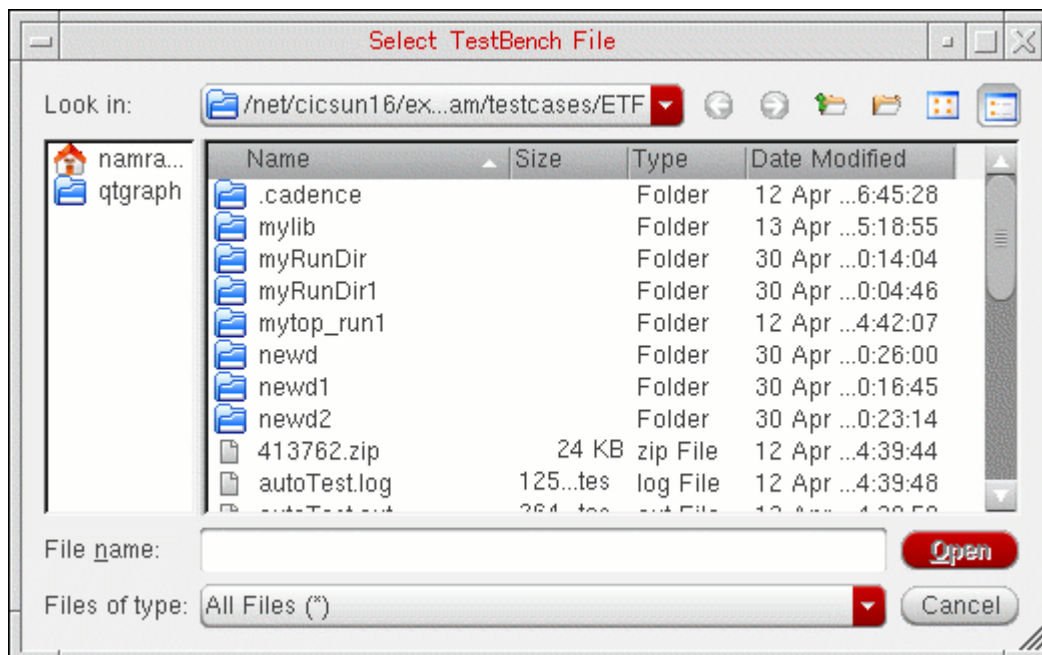 Select TestBench File
Look in: /net/cicsun16/ex...am/testcases/ETF
namra...
qtgraph
Name Size Type Date Modified
.cadence Folder 12 Apr ...6:45:28
mylib Folder 13 Apr ...5:18:55
myRunDir Folder 30 Apr ...0:14:04
myRunDir1 Folder 30 Apr ...0:04:46
mytop_run1 Folder 12 Apr ...4:42:07
newd Folder 30 Apr ...0:26:00
newd1 Folder 30 Apr ...0:16:45
newd2 Folder 30 Apr ...0:23:14
413762.zip 24 KB zip File 12 Apr ...4:39:44
autoTest.log 125...tes log File 12 Apr ...4:39:48
File name: Open
Files of type: All Files (*) Cancel